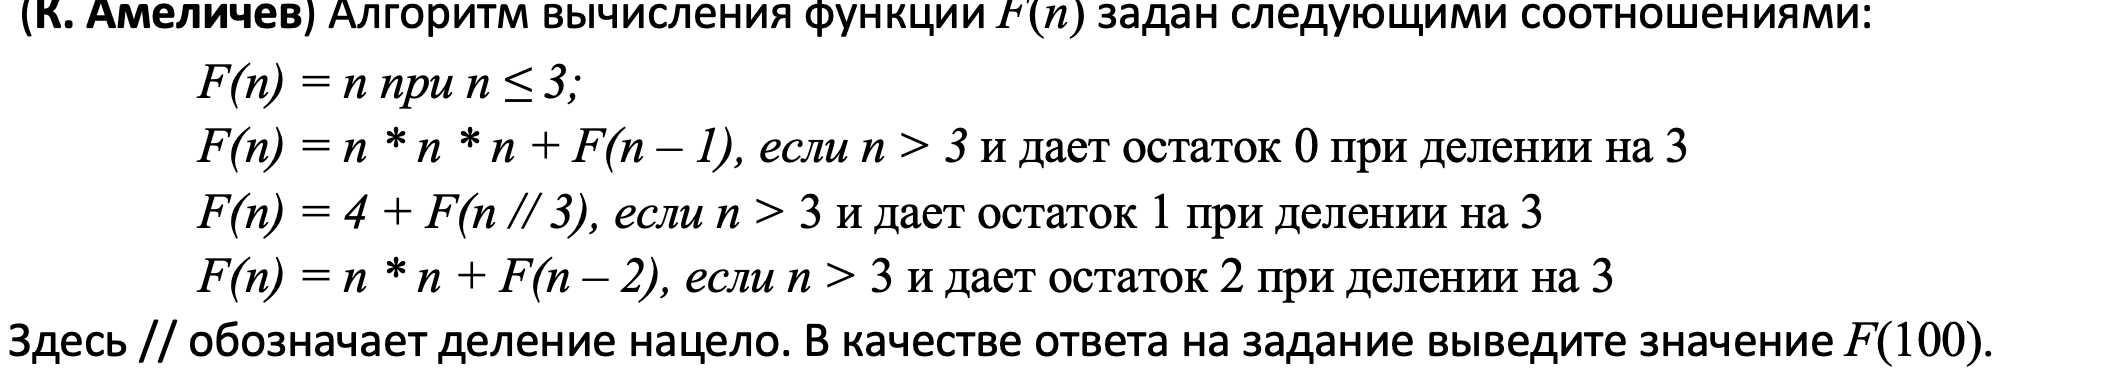 (К. Амеличев) Алгоритм вычисления функции F(n) задан следующими соотношениями:
F(n) = n при n ≤ 3;
F(n) = n * n * n + F(n – 1), если n > 3 и дает остаток 0 при делении на 3
F(n) = 4 + F(n // 3), если n > 3 и дает остаток 1 при делении на 3
F(n) = n * n + F(n – 2), если n > 3 и дает остаток 2 при делении на 3
Здесь // обозначает деление нацело. В качестве ответа на задание выведите значение F(100).